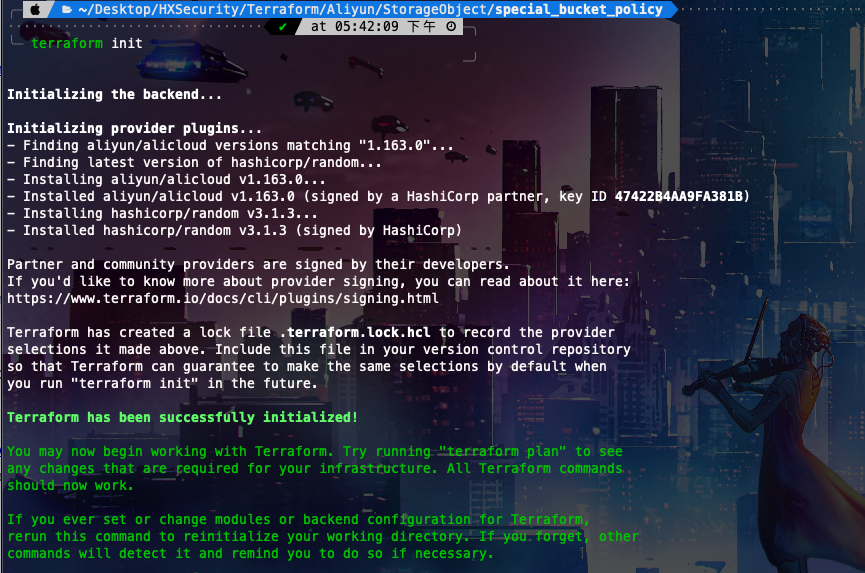 ~/Desktop/HXSecurity/Terraform/Aliyun/StorageObject/special_bucket_policy
✔ at 05:42:09 下午
terraform init
Initializing the backend...
Initializing provider plugins...
- Finding aliyun/alicloud versions matching "1.163.0"...
- Finding latest version of hashicorp/random...
- Installing aliyun/alicloud v1.163.0...
- Installed aliyun/alicloud v1.163.0 (signed by a HashiCorp partner, key ID 47422B4AA9FA381B)
- Installing hashicorp/random v3.1.3...
- Installed hashicorp/random v3.1.3 (signed by HashiCorp)
Partner and community providers are signed by their developers.
If you'd like to know more about provider signing, you can read about it here:
https://www.terraform.io/docs/cli/plugins/signing.html
Terraform has created a lock file .terraform.lock.hcl to record the provider
selections it made above. Include this file in your version control repository
so that Terraform can guarantee to make the same selections by default when
you run "terraform init" in the future.
Terraform has been successfully initialized!
You may now begin working with Terraform. Try running "terraform plan" to see
any changes that are required for your infrastructure. All Terraform commands
should now work.
If you ever set or change modules or backend configuration for Terraform,
rerun this command to reinitialize your working directory. If you forget, other
commands will detect it and remind you to do so if necessary.